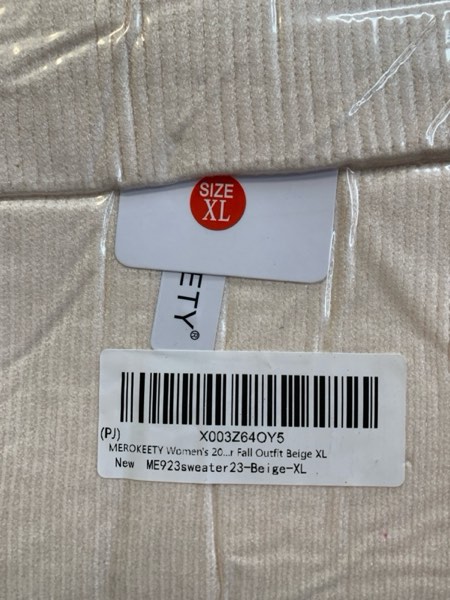 SIZE
XL
ETY®
X003Z64OY5
(PJ)
MEROKEETY Women's 20...r Fall Outfit Beige XL
New ME923sweater23-Beige-XL